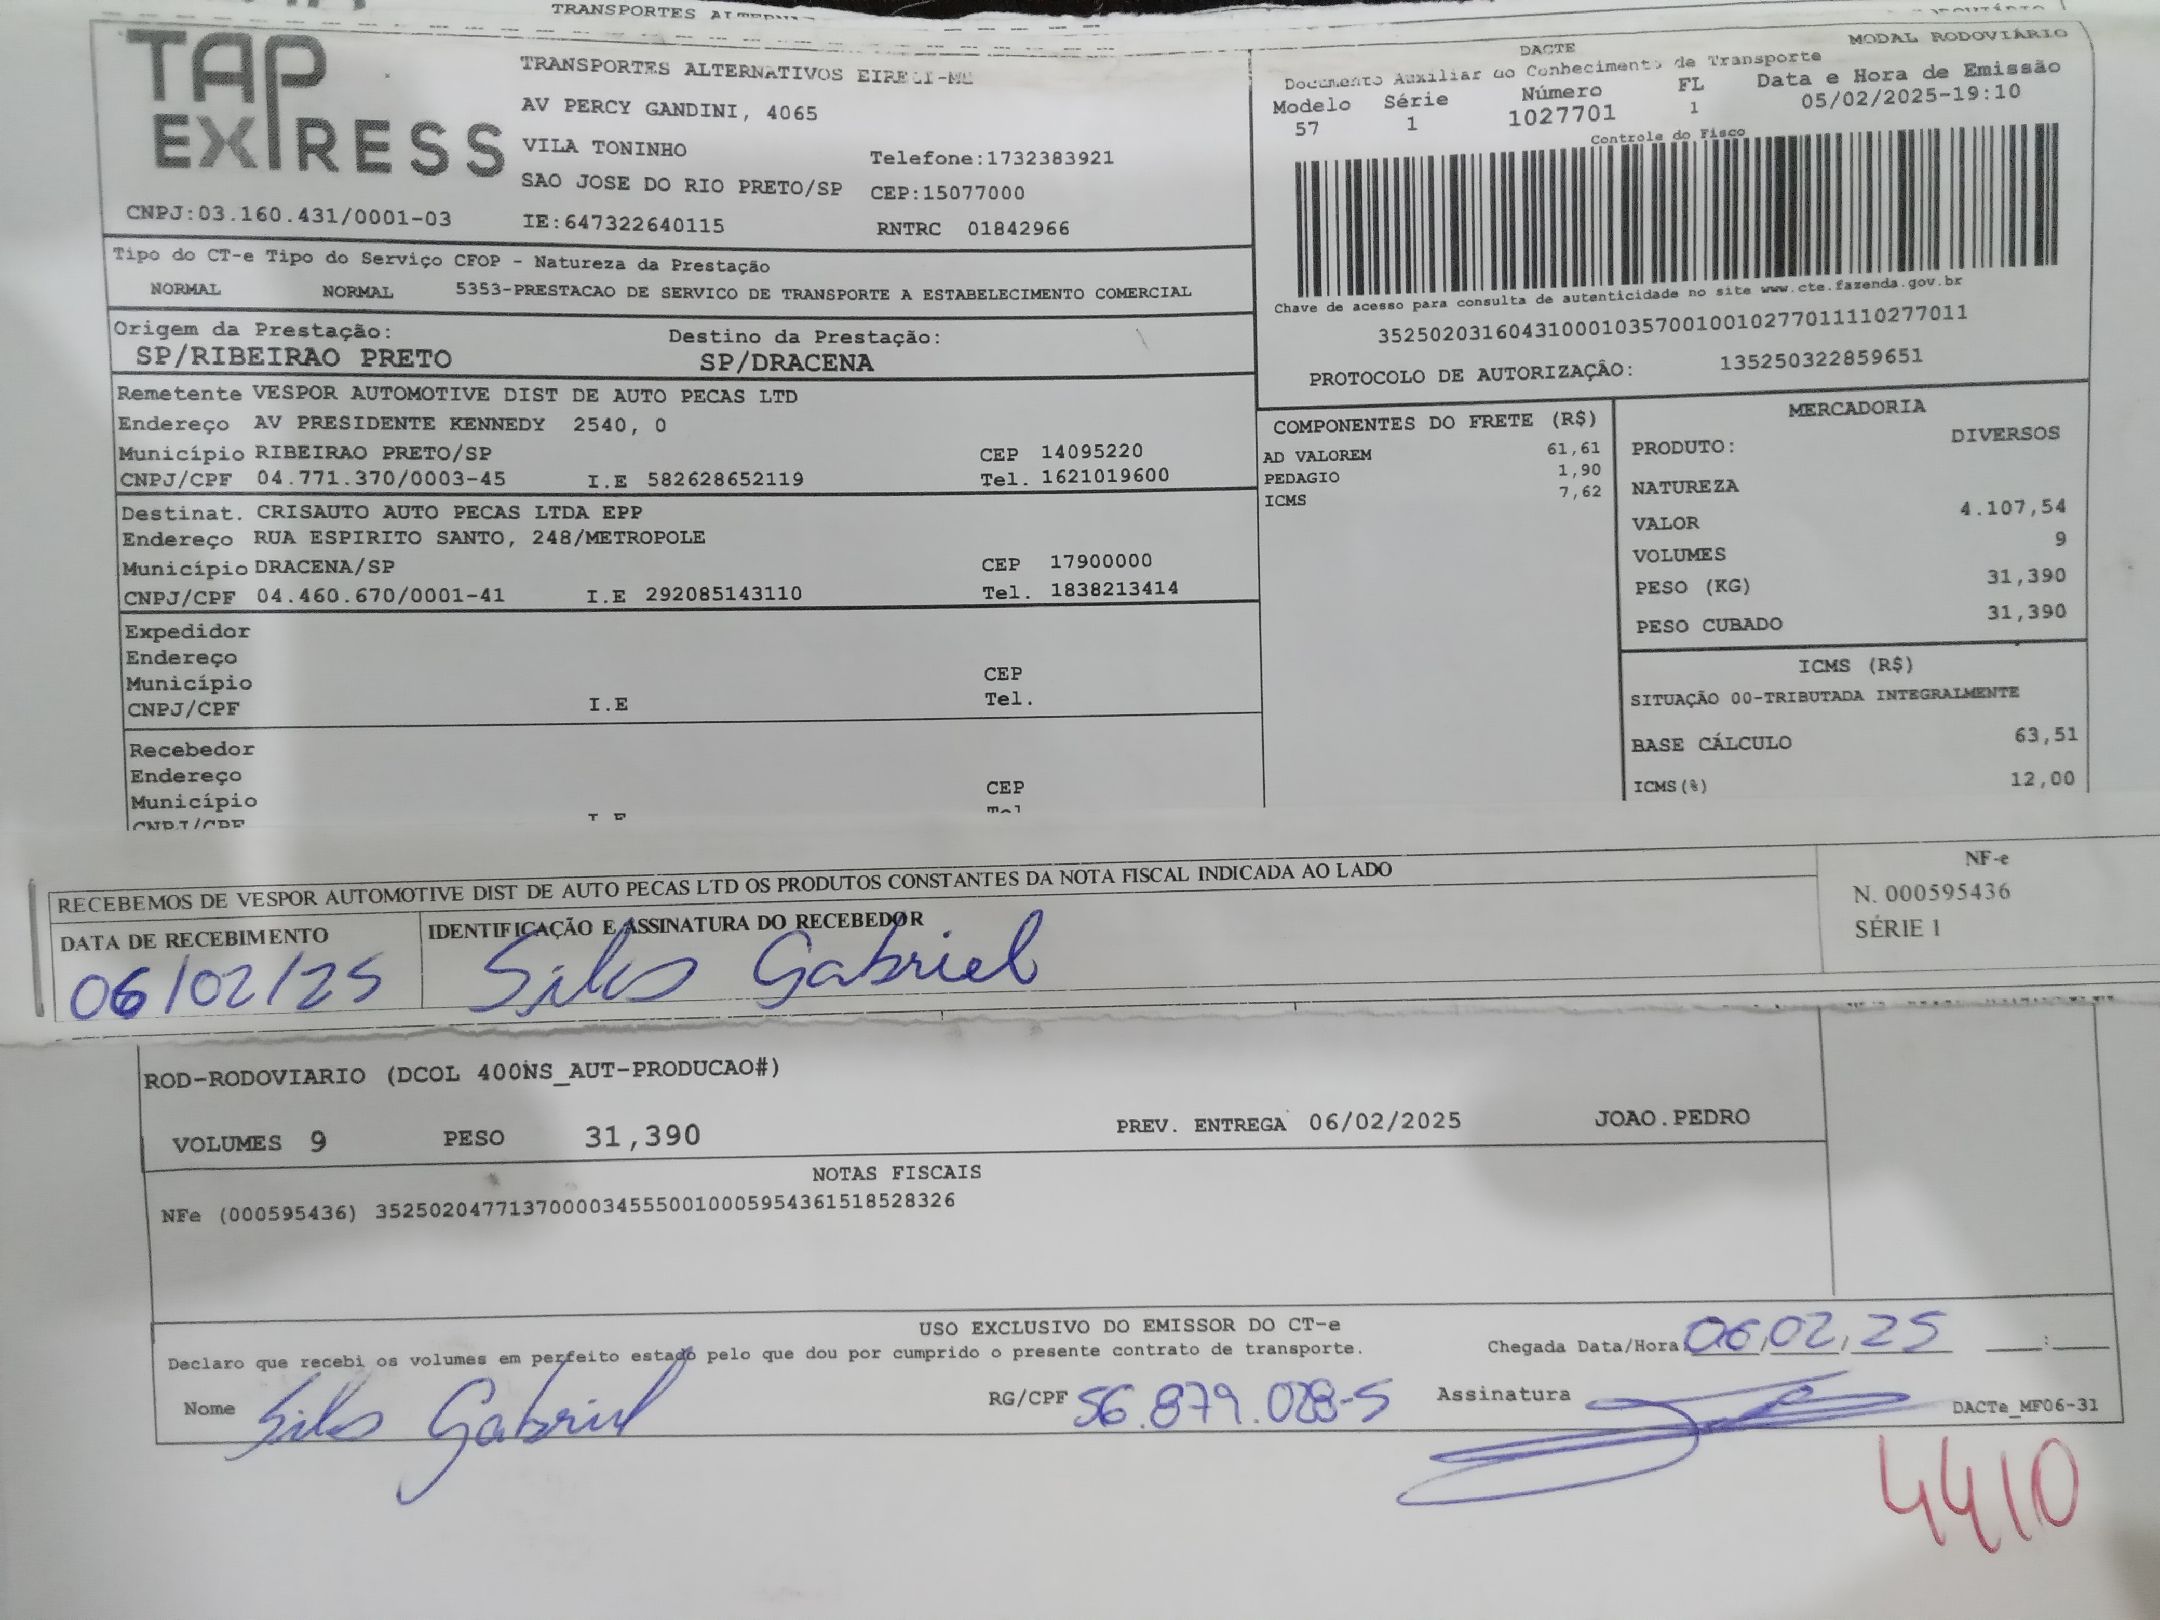 TRANSPORTES
TAP
EXPRESS
CNPJ:03.160.431/0001-03
TRANSPORTES ALTERNATIVOS EIRELI-ME
AV PERCY GANDINI, 4065
VILA TONINHO
Telefone:1732383921
SAO JOSE DO RIO PRETO/SP CEP:15077000
IE:647322640115 RNTRC 01842966
DACTE
MODAL RODOVIÁRIO
Documento Auxiliar do Conhecimento de Transporte
Modelo Série Número FL Data e Hora de Emissão
57 1 1027701 1 05/02/2025-19:10
Controle do Fisco
Chave de acesso para consulta de autenticidade no site www.cte.fazenda.gov.br
35250203160431000103570010010277011110277011
PROTOCOLO DE AUTORIZAÇÃO: 135250322859651
Tipo do CT-e Tipo do Serviço CFOP - Natureza da Prestação
NORMAL NORMAL 5353-PRESTACAO DE SERVICO DE TRANSPORTE A ESTABELECIMENTO COMERCIAL
Origem da Prestação: Destino da Prestação:
SP/RIBEIRAO PRETO SP/DRACENA
Remetente VESPOR AUTOMOTIVE DIST DE AUTO PECAS LTD
Endereço AV PRESIDENTE KENNEDY 2540, 0
Município RIBEIRAO PRETO/SP CEP 14095220
CNPJ/CPF 04.771.370/0003-45 I.E 582628652119 Tel. 1621019600
Destinat. CRISAUTO AUTO PECAS LTDA EPP
Endereço RUA ESPIRITO SANTO, 248/METROPOLE
Município DRACENA/SP CEP 17900000
CNPJ/CPF 04.460.670/0001-41 I.E 292085143110 Tel. 1838213414
Expedidor
Endereço
Município CEP
CNPJ/CPF I.E Tel.
Recebedor
Endereço
Município CEP
CNPJ/CPF I.E Tel
COMPONENTES DO FRETE (R$)
AD VALOREM 61,61
PEDAGIO 1,90
ICMS 7,62
MERCADORIA
PRODUTO: DIVERSOS
NATUREZA
VALOR 4.107,54
VOLUMES 9
PESO (KG) 31,390
PESO CUBADO 31,390
ICMS (R$)
SITUAÇÃO 00-TRIBUTADA INTEGRALMENTE
BASE CÁLCULO 63,51
ICMS(%) 12,00
RECEBEMOS DE VESPOR AUTOMOTIVE DIST DE AUTO PECAS LTD OS PRODUTOS CONSTANTES DA NOTA FISCAL INDICADA AO LADO
NF-e
N. 000595436
SÉRIE 1
DATA DE RECEBIMENTO IDENTIFICAÇÃO E ASSINATURA DO RECEBEDOR
06/02/25 Gabriel
ROD-RODOVIARIO (DCOL 400NS_AUT-PRODUCAO#)
VOLUMES 9 PESO 31,390 PREV. ENTREGA 06/02/2025 JOAO.PEDRO
NOTAS FISCAIS
NFe (000595436) 35250204771370000345550010005954361518528326
USO EXCLUSIVO DO EMISSOR DO CT-e
Declaro que recebi os volumes em perfeito estado pelo que dou por cumprido o presente contrato de transporte.
Chegada Data/Hora 06/02/25 ___:___
Nome Gabriel RG/CPF 56.879.028-5 Assinatura
DACTe_MF06-31
4410